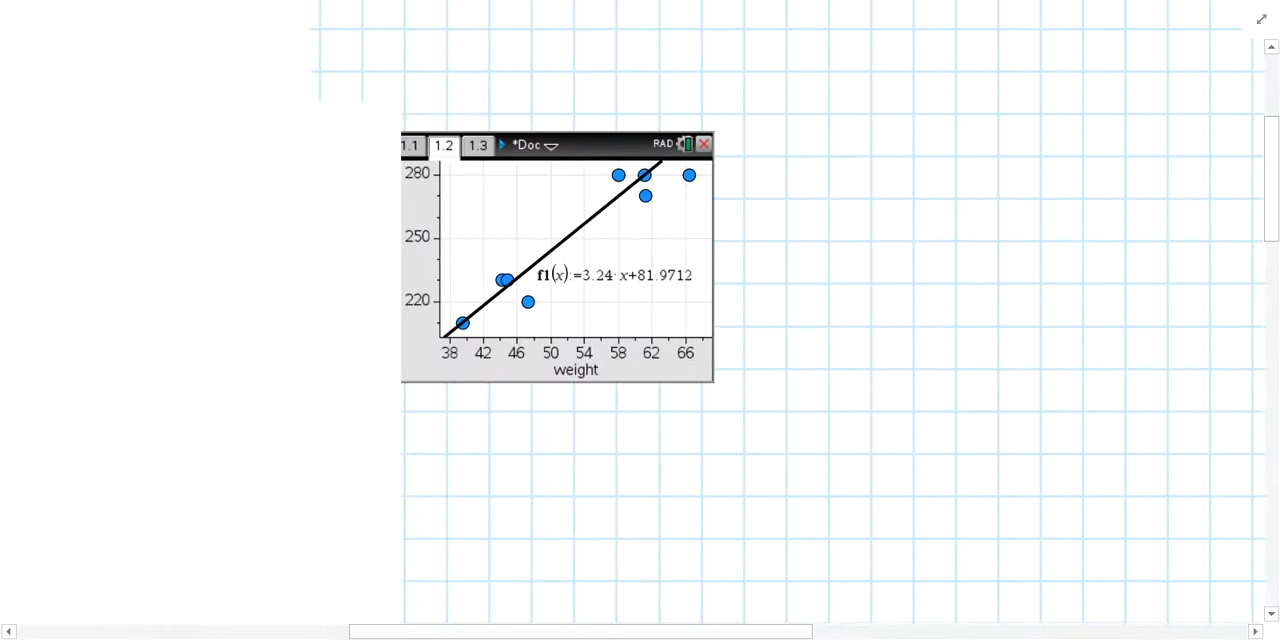 1.1 1.2 1.3 *Doc RAD
280
250
f1(x):=3.24·x+81.9712
220
38 42 46 50 54 58 62 66
weight